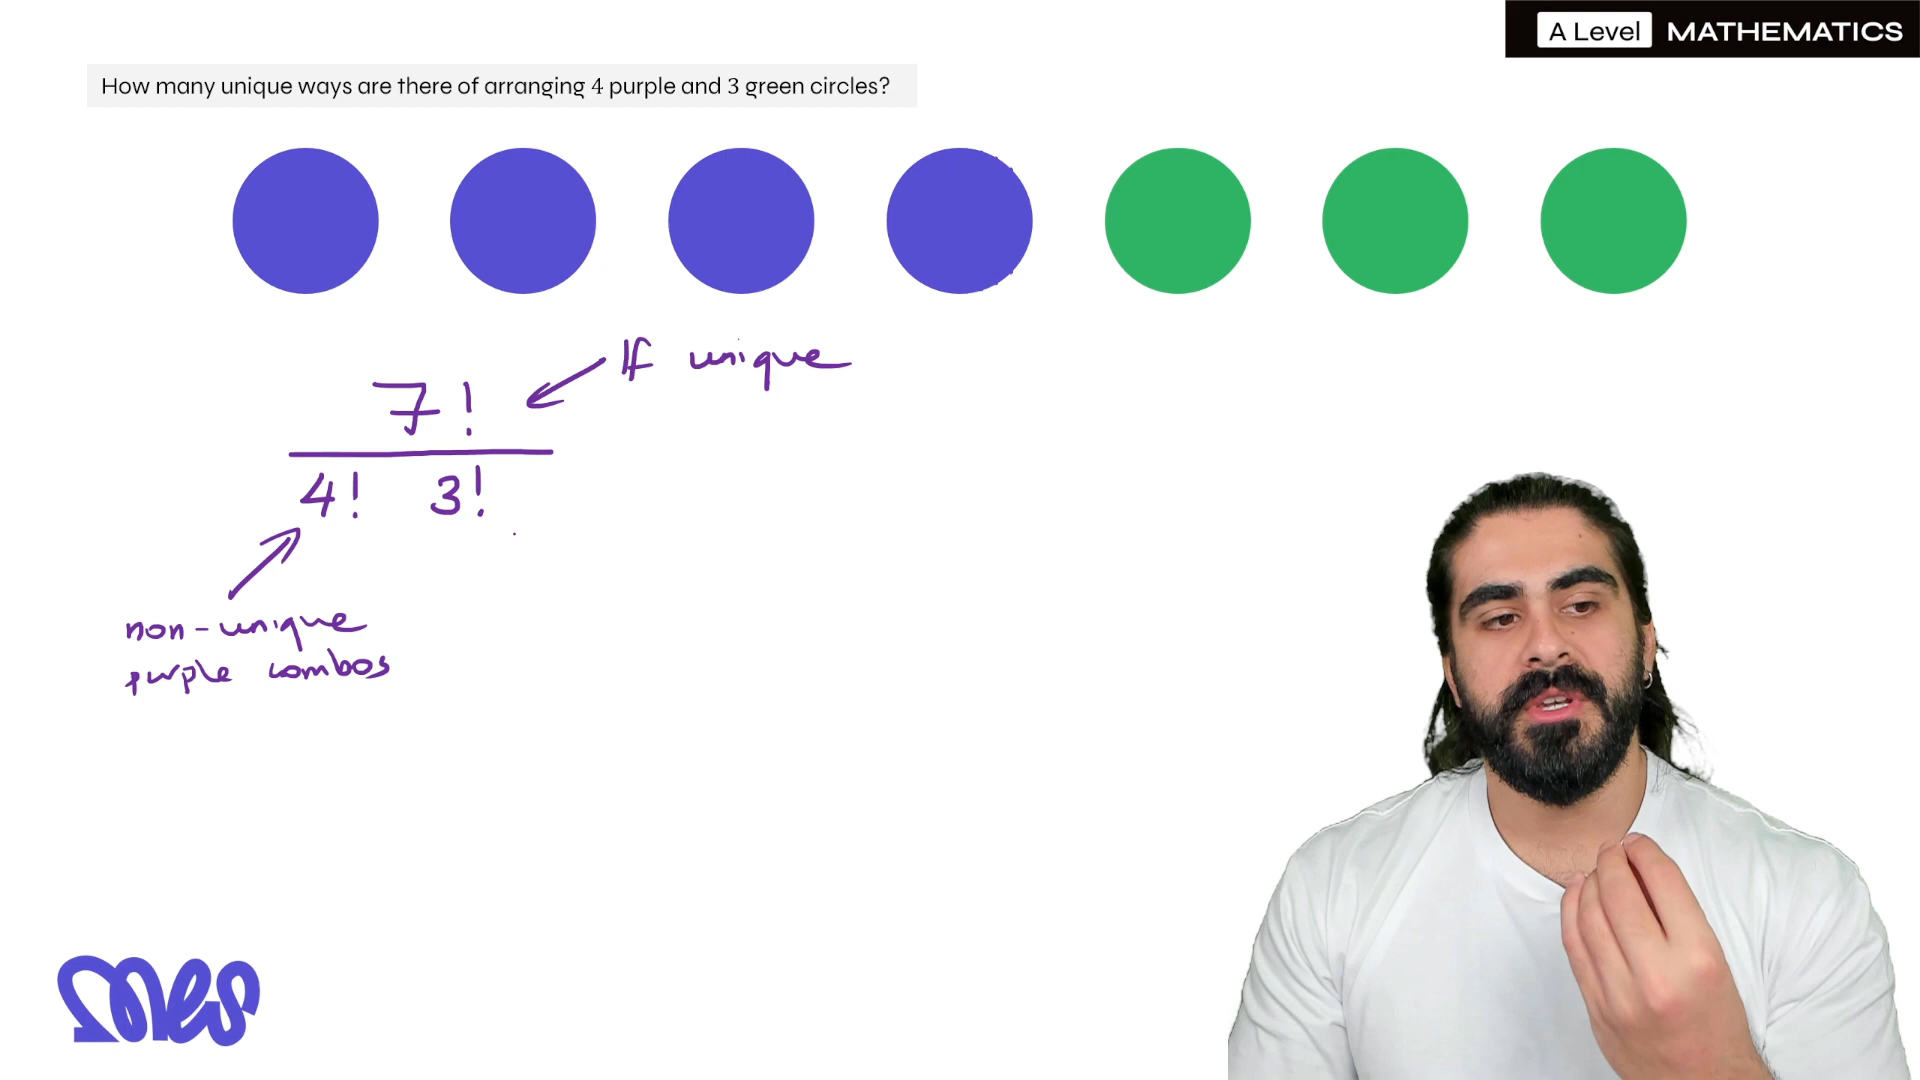 A Level MATHEMATICS
How many unique ways are there of arranging 4 purple and 3 green circles?
If unique
7!
4! 3!
non-unique
purple combos
mes